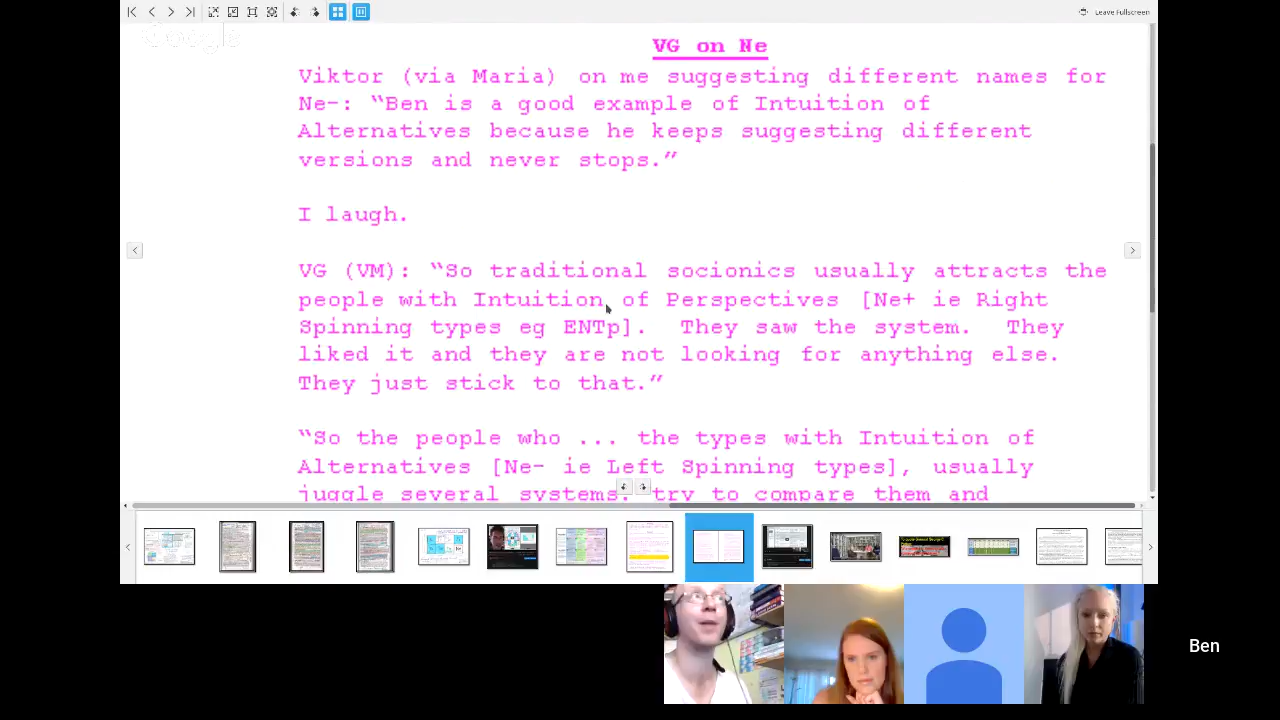 Leave Fullscreen
Google
VG on Ne
Viktor (via Maria) on me suggesting different names for
Ne-: “Ben is a good example of Intuition of
Alternatives because he keeps suggesting different
versions and never stops.”
I laugh.
VG (VM): “So traditional socionics usually attracts the
people with Intuition of Perspectives [Ne+ ie Right
Spinning types eg ENTp]. They saw the system. They
liked it and they are not looking for anything else.
They just stick to that.”
“So the people who ... the types with Intuition of
Alternatives [Ne- ie Left Spinning types], usually
juggle several systems, try to compare them and
Ben